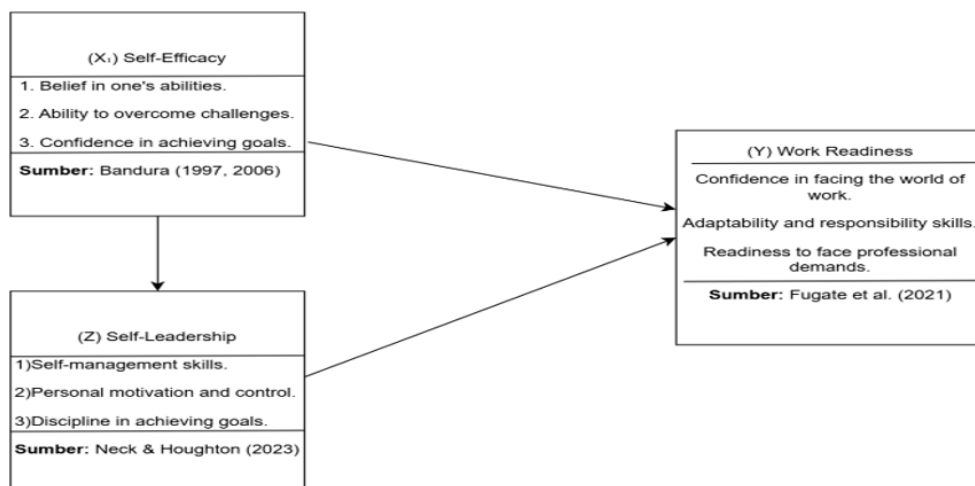 (X₁) Self-Efficacy
1. Belief in one's abilities.
2. Ability to overcome challenges.
3. Confidence in achieving goals.
Sumber: Bandura (1997, 2006)
(Z) Self-Leadership
1)Self-management skills.
2)Personal motivation and control.
3)Discipline in achieving goals.
Sumber: Neck & Houghton (2023)
(Y) Work Readiness
Confidence in facing the world of
work.
Adaptability and responsibility skills.
Readiness to face professional
demands.
Sumber: Fugate et al. (2021)